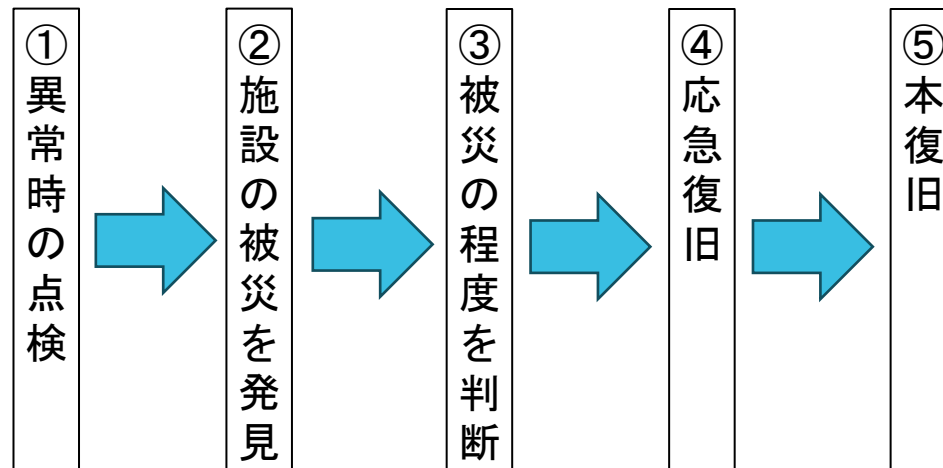 ①異常時の点検
②施設の被災を発見
③被災の程度を判断
④応急復旧
⑤本復旧